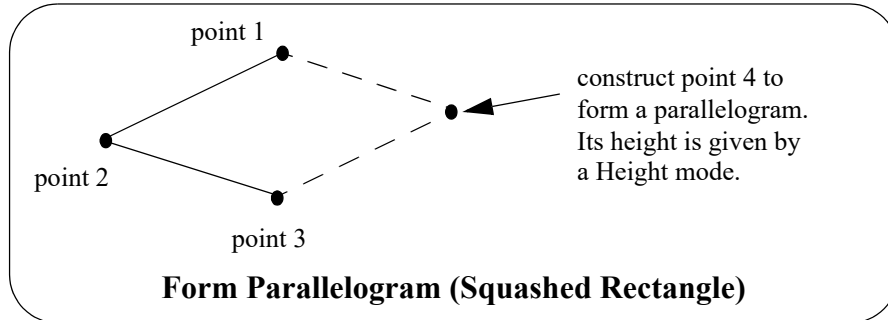 point 1
construct point 4 to
form a parallelogram.
Its height is given by
a Height mode.
point 2
point 3
Form Parallelogram (Squashed Rectangle)